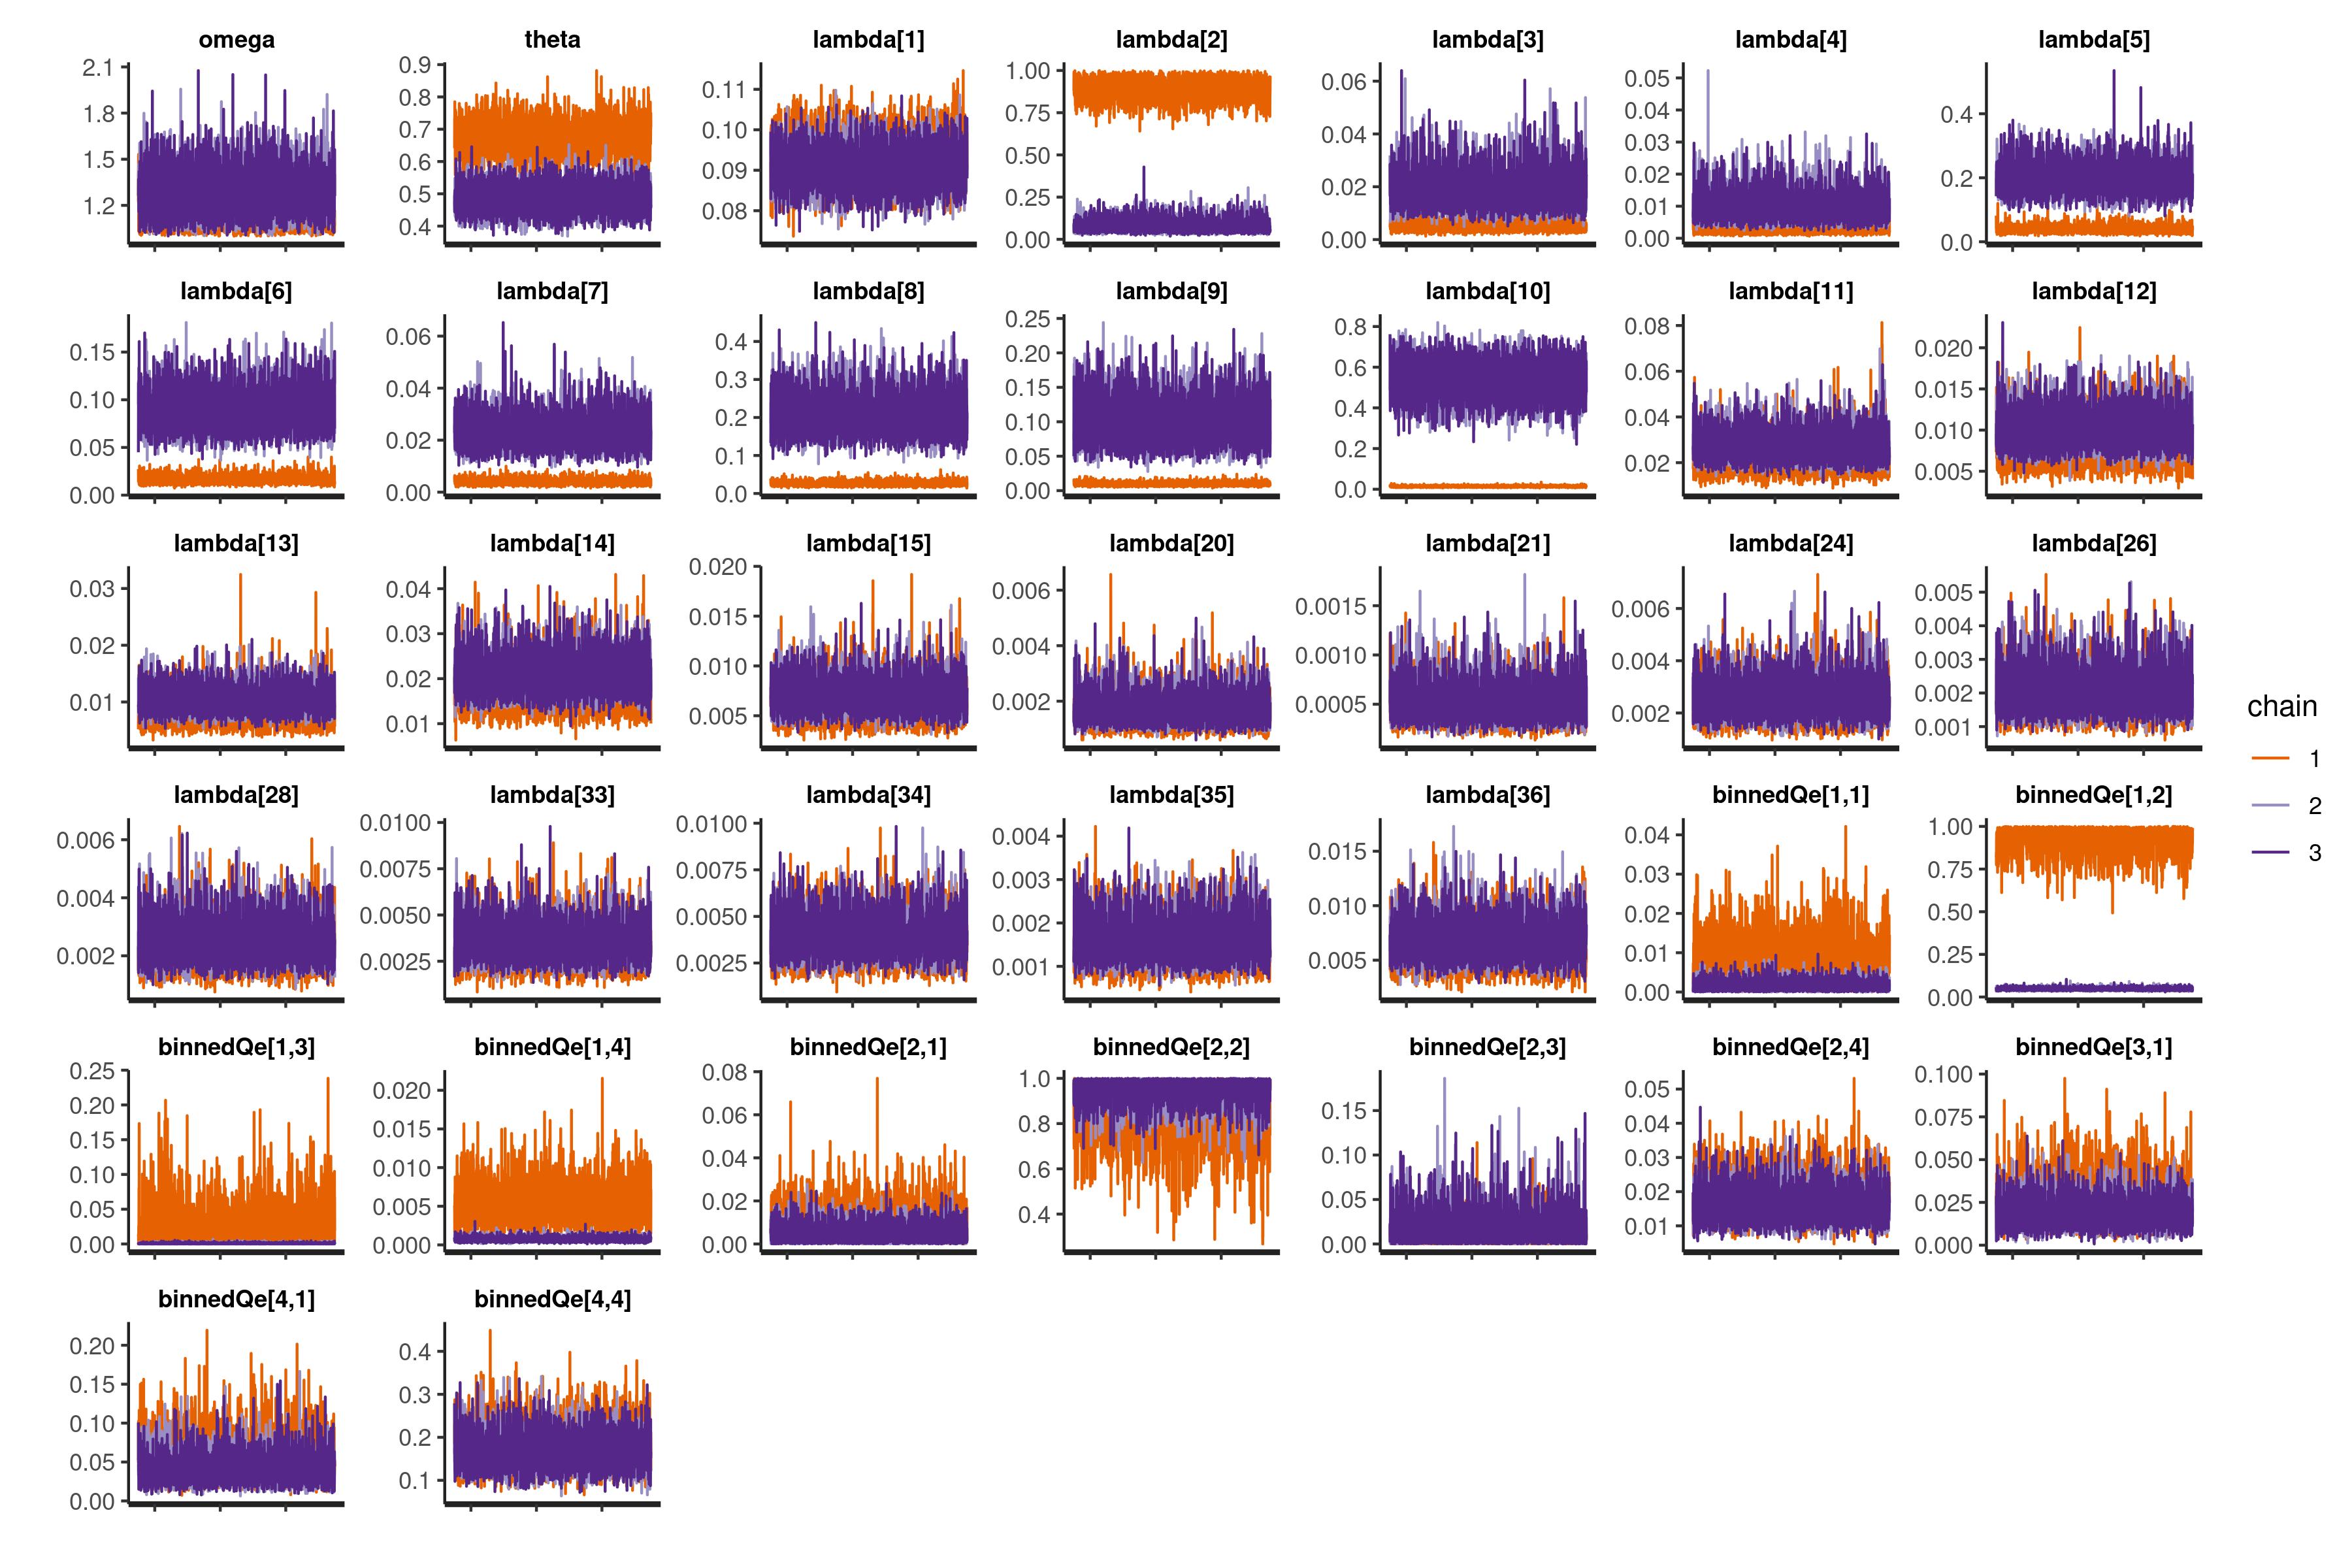 omega theta lambda[1] lambda[2] lambda[3] lambda[4] lambda[5]
2.1 1.8 1.5 1.2
0.9 0.8 0.7 0.6 0.5 0.4
0.11 0.10 0.09 0.08
1.00 0.75 0.50 0.25 0.00
0.06 0.04 0.02 0.00
0.05 0.04 0.03 0.02 0.01 0.00
0.4 0.2 0.0
lambda[6] lambda[7] lambda[8] lambda[9] lambda[10] lambda[11] lambda[12]
0.15 0.10 0.05 0.00
0.06 0.04 0.02 0.00
0.4 0.3 0.2 0.1 0.0
0.25 0.20 0.15 0.10 0.05 0.00
0.8 0.6 0.4 0.2 0.0
0.08 0.06 0.04 0.02
0.020 0.015 0.010 0.005
lambda[13] lambda[14] lambda[15] lambda[20] lambda[21] lambda[24] lambda[26]
0.03 0.02 0.01
0.04 0.03 0.02 0.01
0.020 0.015 0.010 0.005
0.006 0.004 0.002
0.0015 0.0010 0.0005
0.006 0.004 0.002
0.005 0.004 0.003 0.002 0.001
lambda[28] lambda[33] lambda[34] lambda[35] lambda[36] binnedQe[1,1] binnedQe[1,2]
0.006 0.004 0.002
0.0100 0.0075 0.0050 0.0025
0.0100 0.0075 0.0050 0.0025
0.004 0.003 0.002 0.001
0.015 0.010 0.005
0.04 0.03 0.02 0.01 0.00
1.00 0.75 0.50 0.25 0.00
binnedQe[1,3] binnedQe[1,4] binnedQe[2,1] binnedQe[2,2] binnedQe[2,3] binnedQe[2,4] binnedQe[3,1]
0.25 0.20 0.15 0.10 0.05 0.00
0.020 0.015 0.010 0.005 0.000
0.08 0.06 0.04 0.02 0.00
1.0 0.8 0.6 0.4
0.15 0.10 0.05 0.00
0.05 0.04 0.03 0.02 0.01
0.100 0.075 0.050 0.025 0.000
binnedQe[4,1] binnedQe[4,4]
0.20 0.15 0.10 0.05 0.00
0.4 0.3 0.2 0.1
chain
1
2
3